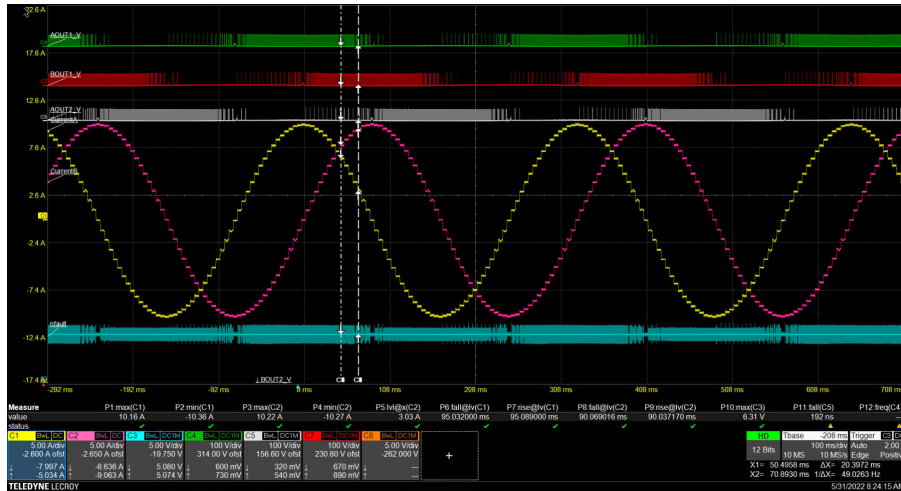 22.6 A
AOUT1_V
17.6 A
BOUT1_V
12.6 A
AOUT2_V
CurrentA
7.6 A
CurrentB
2.6 A
C1
-2.4 A
-7.4 A
nfault
-12.4 A
-17.4 A
↓ BOUT2_V
-292 ms -192 ms -92 ms 8 ms 108 ms 208 ms 308 ms 408 ms 508 ms 608 ms 708 ms
Measure P1:max(C1) P2:min(C1) P3:max(C2) P4:min(C2) P5:lvl@x(C2) P6:fall@lv(C1) P7:rise@lv(C1) P8:fall@lv(C2) P9:rise@lv(C2) P10:max(C3) P11:fall(C5) P12:freq(C4)
value 10.16 A -10.36 A 10.22 A -10.27 A 3.03 A 95.032000 ms 95.089000 ms 90.069016 ms 90.037170 ms 6.31 V 192 ns
status
C1 BwL DC C2 BwL DC C3 BwL DC1M C4 BwL DC1M C5 BwL DC1M C7 BwL DC1M C8 BwL DC1M HD Tbase -208 ms Trigger C3
5.00 A/div 5.00 A/div 5.00 V/div 100 V/div 100 V/div 100 V/div 5.00 V/div 12 Bits 100 ms/div Auto 2.00
-2.600 A ofst -2.650 A ofst -19.750 V 314.00 V ofst 156.60 V ofst 230.80 V ofst -262.000 V 10 MS 10 MS/s Edge Positiv
↓ -7.997 A ↓ -6.636 A ↓ 5.080 V ↓ 600 mV ↓ 320 mV ↓ 670 mV ↓ --- X1= 50.4958 ms ΔX= 20.3972 ms
↑ -5.034 A ↑ -9.063 A ↑ 5.074 V ↑ 730 mV ↑ 540 mV ↑ 890 mV ↑ --- X2= 70.8930 ms 1/ΔX= 49.0263 Hz
TELEDYNE LECROY 5/31/2022 8:24:15 AM